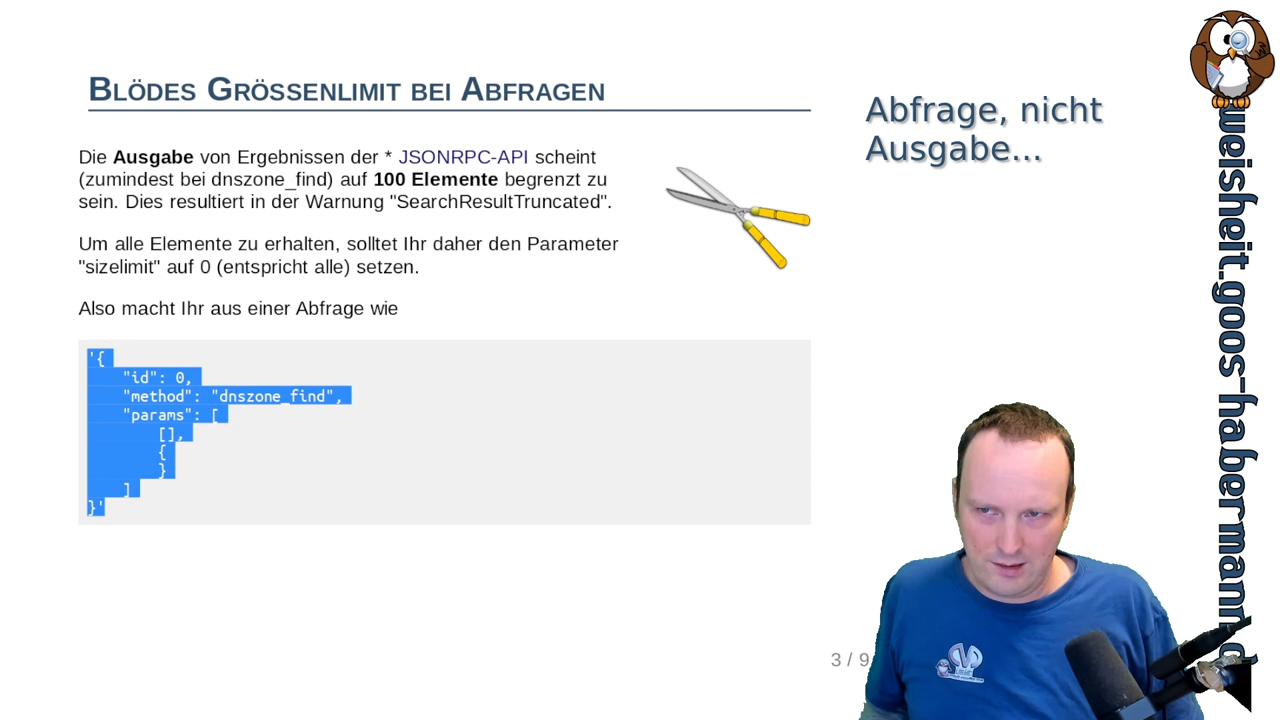 BLÖDES GRÖSSENLIMIT BEI ABFRAGEN
Die Ausgabe von Ergebnissen der * JSONRPC-API scheint
(zumindest bei dnszone_find) auf 100 Elemente begrenzt zu
sein. Dies resultiert in der Warnung "SearchResultTruncated".
Um alle Elemente zu erhalten, solltet Ihr daher den Parameter
"sizelimit" auf 0 (entspricht alle) setzen.
Also macht Ihr aus einer Abfrage wie
'{
    "id": 0,
    "method": "dnszone_find",
    "params": [
        [],
        {
        }
    ]
}'
Abfrage, nicht
Ausgabe...
3 / 9
weisheit.goos-habermann.d